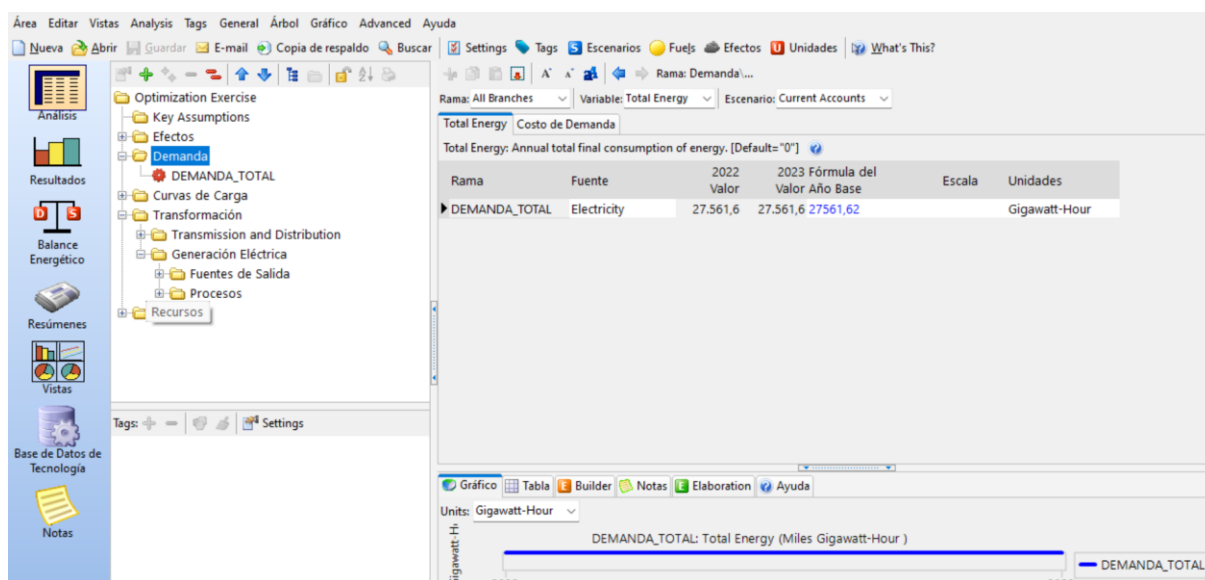 Área Editar Vistas Analysis Tags General Árbol Gráfico Advanced Ayuda
Nueva Abrir Guardar E-mail Copia de respaldo Buscar Settings Tags Escenarios Fuels Efectos Unidades What's This?
Rama: Demanda\...
Rama: All Branches Variable: Total Energy Escenario: Current Accounts
Total Energy Costo de Demanda
Total Energy: Annual total final consumption of energy. [Default="0"]
Rama Fuente 2022 Valor 2023 Valor Fórmula del Año Base Escala Unidades
DEMANDA_TOTAL Electricity 27.561,6 27.561,6 27561,62 Gigawatt-Hour
Análisis
Resultados
Balance
Energético
Resúmenes
Vistas
Base de Datos de
Tecnología
Notas
Optimization Exercise
Key Assumptions
Efectos
Demanda
DEMANDA_TOTAL
Curvas de Carga
Transformación
Transmission and Distribution
Generación Eléctrica
Fuentes de Salida
Procesos
Recursos
Tags: Settings
Gráfico Tabla Builder Notas Elaboration Ayuda
Units: Gigawatt-Hour
DEMANDA_TOTAL: Total Energy (Miles Gigawatt-Hour )
DEMANDA_TOTAL